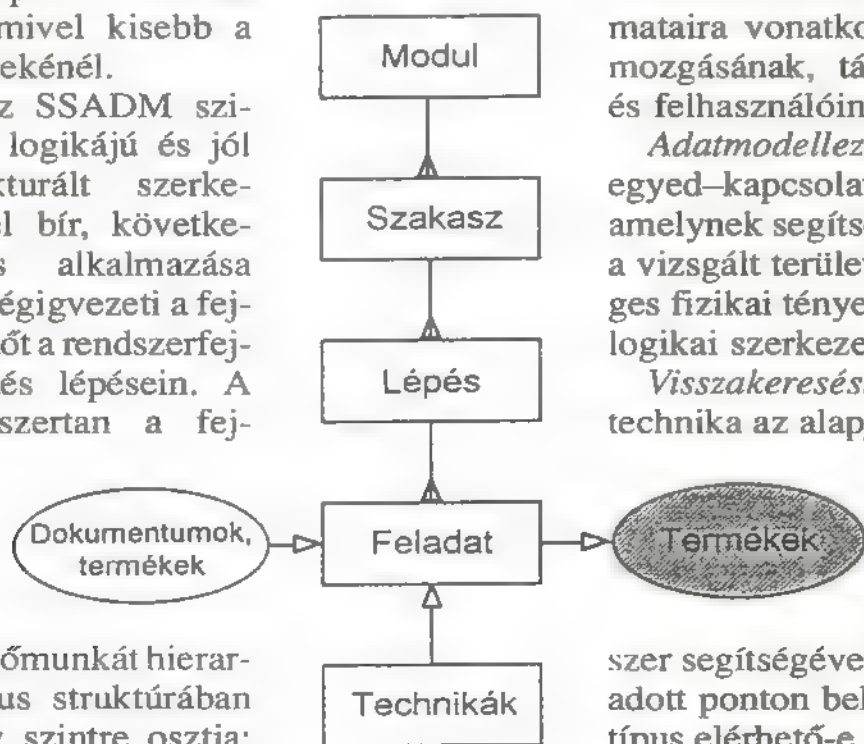 mivel kisebb a
ekénél.
z SSADM szi-
logikájú és jól
kturált szerke-
el bír, követke-
s alkalmazása
égigvezeti a fej-
őt a rendszerfej-
és lépésein. A
szertan a fej-
Modul
Szakasz
Lépés
Dokumentumok,
termékek
Feladat
Termékek
Technikák
őmunkát hierar-
us struktúrában
szintre osztja:
mataira vonatko
mozgásának, tá
és felhasználóin
Adatmodellez
egyed–kapcsolat
amelynek segíts
a vizsgált terüle
ges fizikai ténye
logikai szerkeze
Visszakeresés
technika az alap
szer segítségéve
adott ponton bel
típus elérhető-e